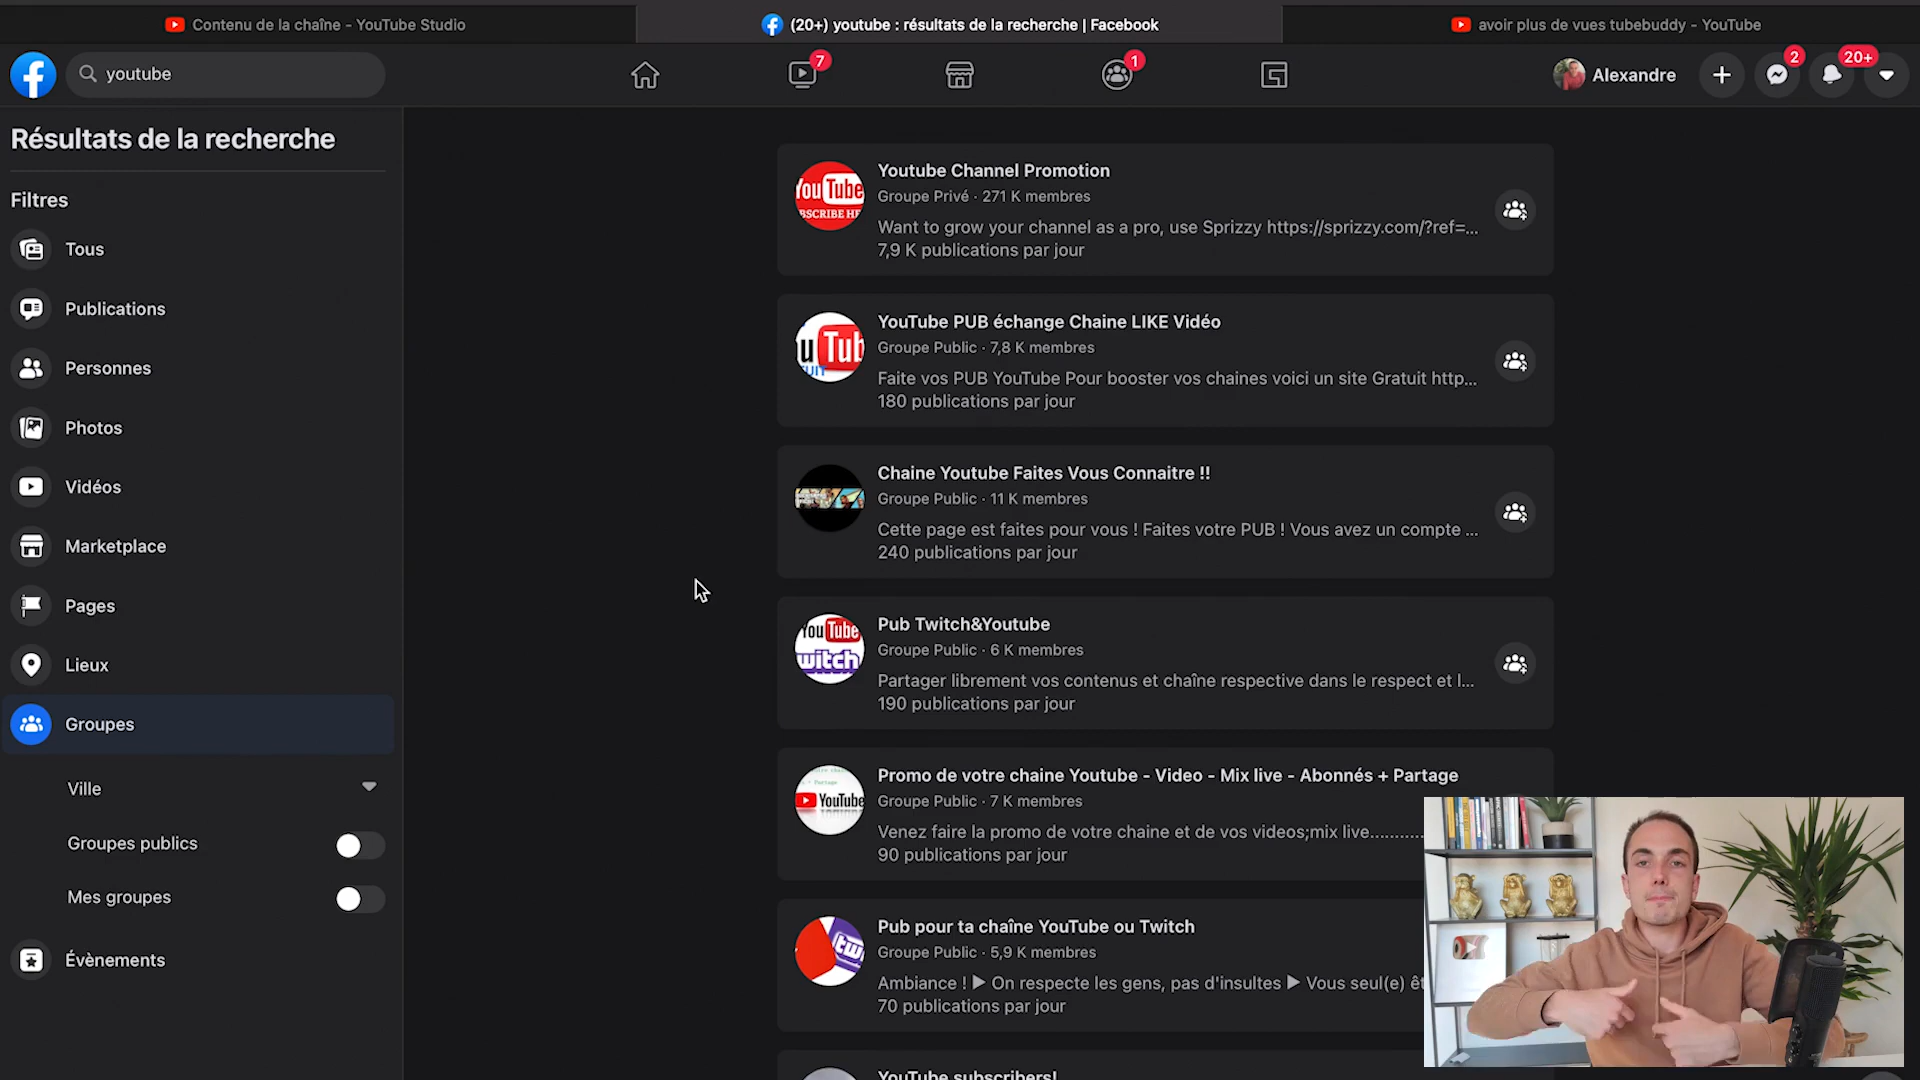 Contenu de la chaîne - YouTube Studio
(20+) youtube : résultats de la recherche | Facebook
avoir plus de vues tubebuddy - YouTube
youtube
7
1
Alexandre
2
20+
Résultats de la recherche
Filtres
Tous
Publications
Personnes
Photos
Vidéos
Marketplace
Pages
Lieux
Groupes
Ville
Groupes publics
Mes groupes
Évènements
YouTube
Youtube Channel Promotion
Groupe Privé · 271 K membres
Want to grow your channel as a pro, use Sprizzy https://sprizzy.com/?ref=...
7,9 K publications par jour
YouTube PUB échange Chaine LIKE Vidéo
Groupe Public · 7,8 K membres
Faite vos PUB YouTube Pour booster vos chaines voici un site Gratuit http...
180 publications par jour
Chaine Youtube Faites Vous Connaitre !!
Groupe Public · 11 K membres
Cette page est faites pour vous ! Faites votre PUB ! Vous avez un compte ...
240 publications par jour
YouTube
witch
Pub Twitch&Youtube
Groupe Public · 6 K membres
Partager librement vos contenus et chaîne respective dans le respect et l...
190 publications par jour
YouTube
Promo de votre chaine Youtube - Video - Mix live - Abonnés + Partage
Groupe Public · 7 K membres
Venez faire la promo de votre chaine et de vos videos;mix live...........
90 publications par jour
Pub pour ta chaîne YouTube ou Twitch
Groupe Public · 5,9 K membres
Ambiance ! ▶ On respecte les gens, pas d'insultes ▶ Vous seul(e) êt
70 publications par jour
YouTube subscribers!